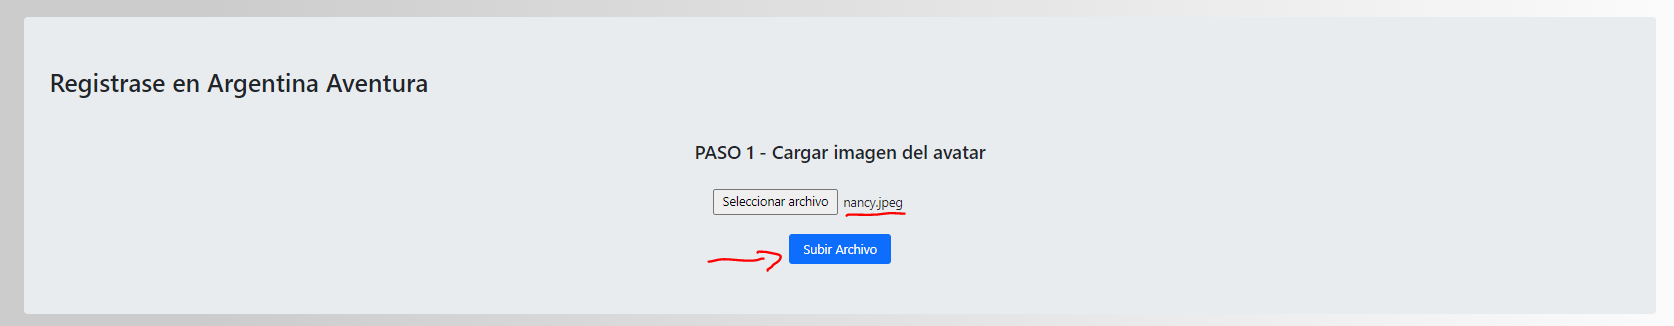 Registrase en Argentina Aventura
PASO 1 - Cargar imagen del avatar
Seleccionar archivo nancy.jpeg
Subir Archivo